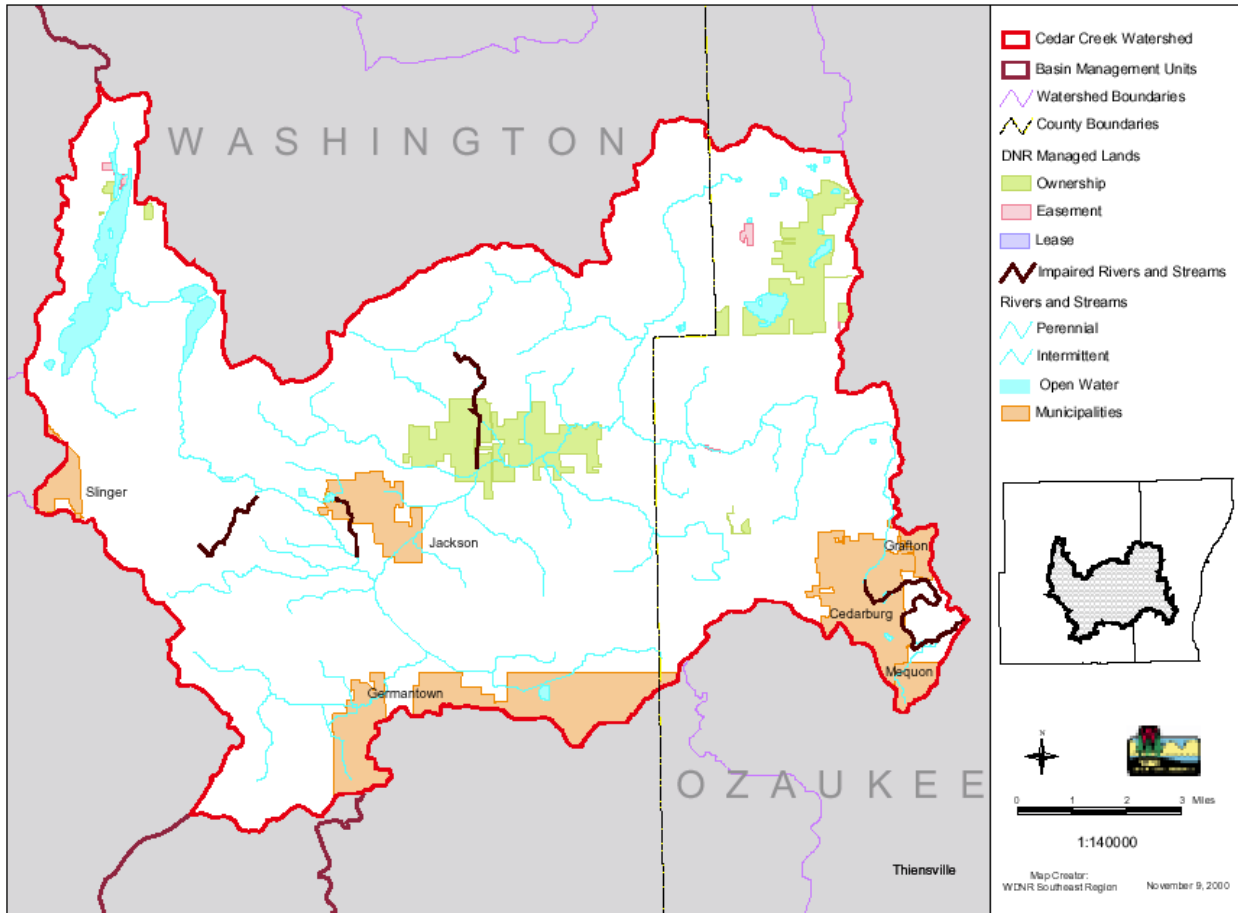 WASHINGTON
Slinger
Jackson
Grafton
Cedarburg
Mequon
Germantown
OZAUKEE
Thiensville
Cedar Creek Watershed
Basin Management Units
Watershed Boundaries
County Boundaries
DNR Managed Lands
Ownership
Easement
Lease
Impaired Rivers and Streams
Rivers and Streams
Perennial
Intermittent
Open Water
Municipalities
N
0 1 2 3 Miles
1:140000
Map Creator:
WDNR Southeast Region November 9, 2000